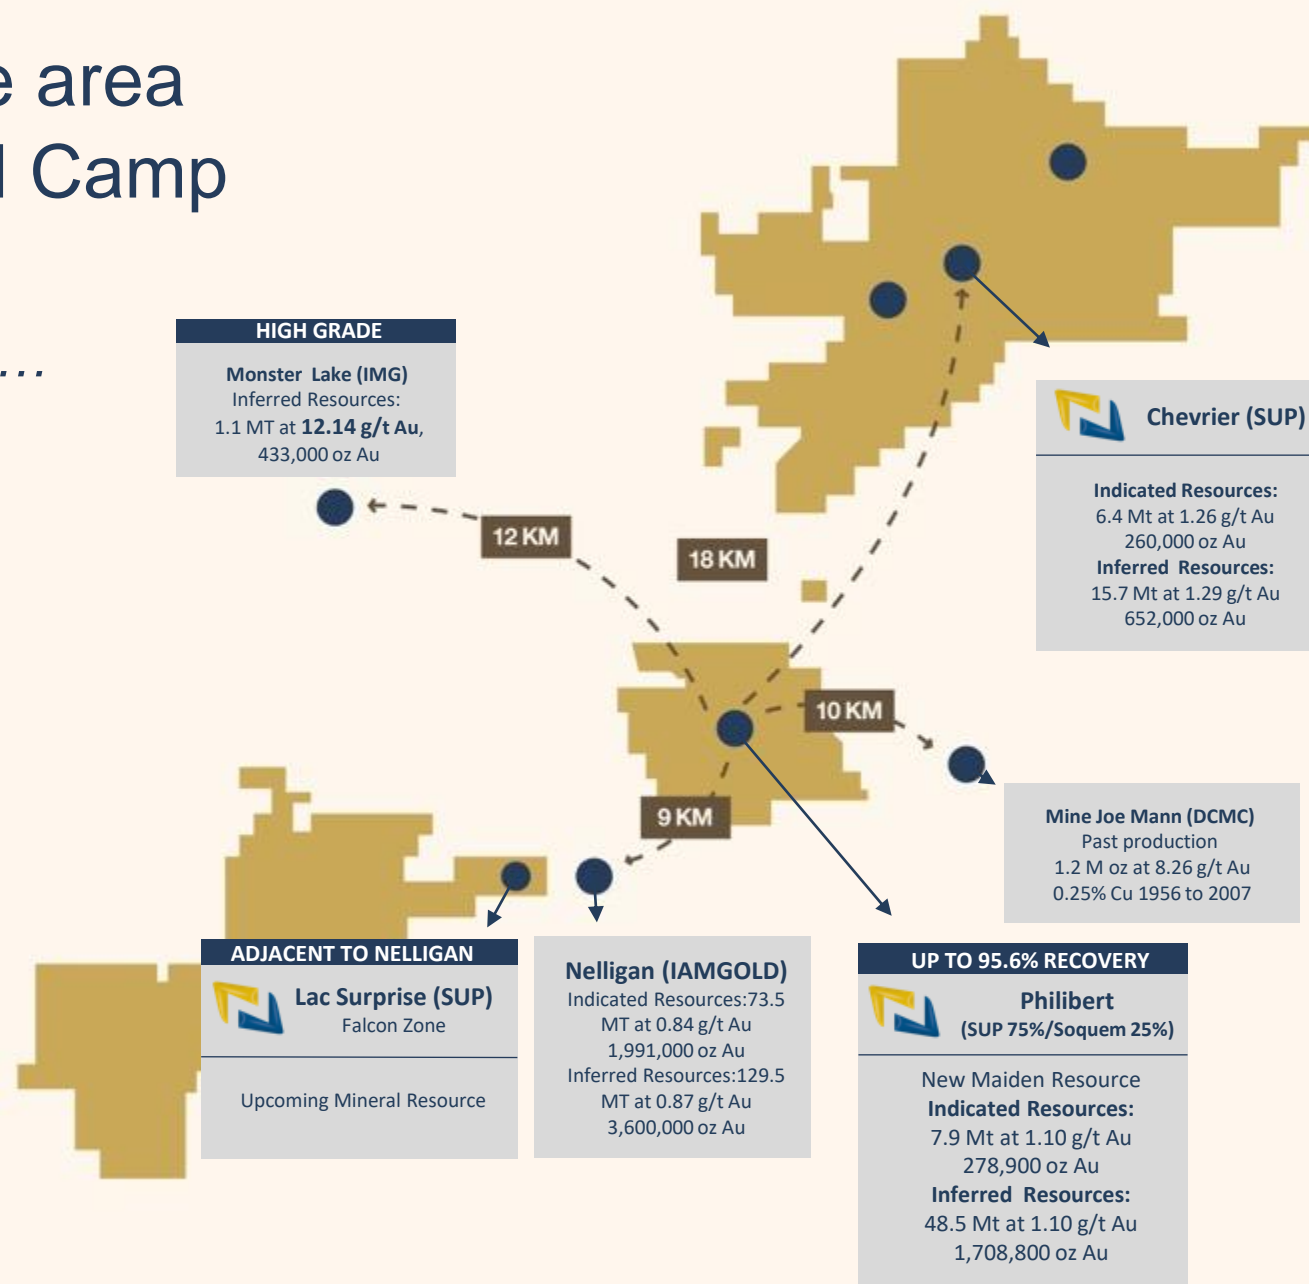 e area
Camp
…
HIGH GRADE
Monster Lake (IMG)
Inferred Resources:
1.1 MT at 12.14 g/t Au,
433,000 oz Au
12 KM
18 KM
Chevrier (SUP)
Indicated Resources:
6.4 Mt at 1.26 g/t Au
260,000 oz Au
Inferred Resources:
15.7 Mt at 1.29 g/t Au
652,000 oz Au
10 KM
9 KM
Mine Joe Mann (DCMC)
Past production
1.2 M oz at 8.26 g/t Au
0.25% Cu 1956 to 2007
ADJACENT TO NELLIGAN
Lac Surprise (SUP)
Falcon Zone
Upcoming Mineral Resource
Nelligan (IAMGOLD)
Indicated Resources:73.5
MT at 0.84 g/t Au
1,991,000 oz Au
Inferred Resources:129.5
MT at 0.87 g/t Au
3,600,000 oz Au
UP TO 95.6% RECOVERY
Philibert
(SUP 75%/Soquem 25%)
New Maiden Resource
Indicated Resources:
7.9 Mt at 1.10 g/t Au
278,900 oz Au
Inferred Resources:
48.5 Mt at 1.10 g/t Au
1,708,800 oz Au